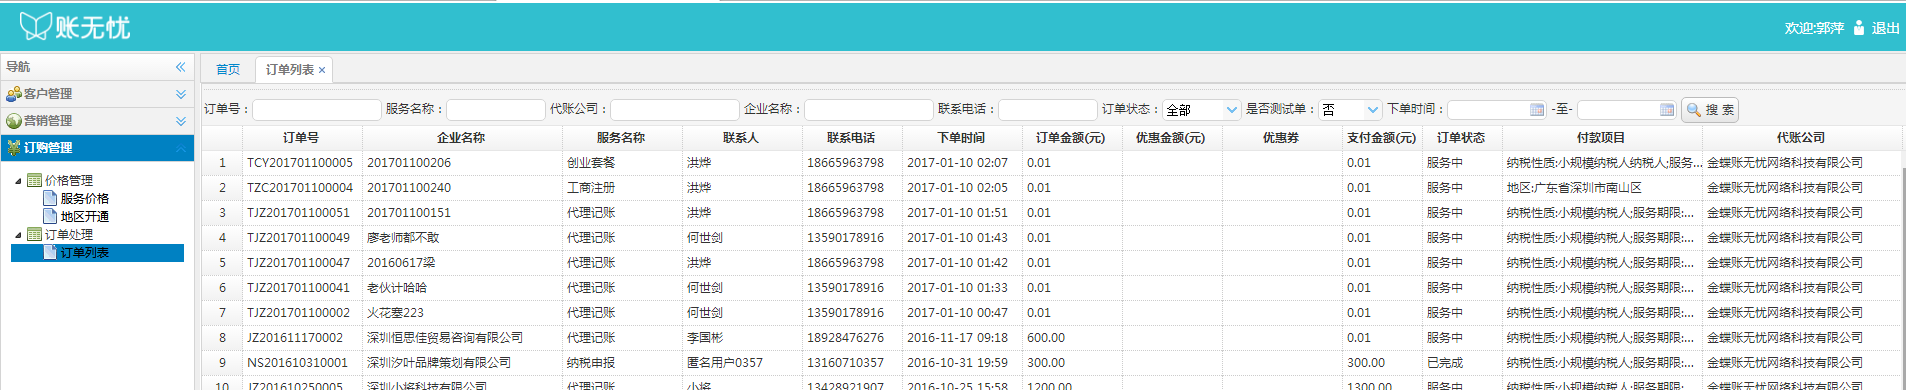 账无忧
欢迎:郭萍 退出
导航
首页 订单列表
客户管理
营销管理
订购管理
价格管理
服务价格
地区开通
订单处理
订单列表
订单号: 服务名称: 代账公司: 企业名称: 联系电话: 订单状态: 全部 是否测试单: 否 下单时间: -至- 搜 索
订单号 企业名称 服务名称 联系人 联系电话 下单时间 订单金额(元) 优惠金额(元) 优惠券 支付金额(元) 订单状态 付款项目 代账公司
1 TCY201701100005 201701100206 创业套餐 洪烨 18665963798 2017-01-10 02:07 0.01 0.01 服务中 纳税性质:小规模纳税人纳税人;服务... 金蝶账无忧网络科技有限公司
2 TZC201701100004 201701100240 工商注册 洪烨 18665963798 2017-01-10 02:05 0.01 0.01 服务中 地区:广东省深圳市南山区 金蝶账无忧网络科技有限公司
3 TJZ201701100051 201701100151 代理记账 洪烨 18665963798 2017-01-10 01:51 0.01 0.01 服务中 纳税性质:小规模纳税人;服务期限:... 金蝶账无忧网络科技有限公司
4 TJZ201701100049 廖老师都不敢 代理记账 何世剑 13590178916 2017-01-10 01:43 0.01 0.01 服务中 纳税性质:小规模纳税人;服务期限:... 金蝶账无忧网络科技有限公司
5 TJZ201701100047 20160617梁 代理记账 洪烨 18665963798 2017-01-10 01:42 0.01 0.01 服务中 纳税性质:小规模纳税人;服务期限:... 金蝶账无忧网络科技有限公司
6 TJZ201701100041 老伙计哈哈 代理记账 何世剑 13590178916 2017-01-10 01:33 0.01 0.01 服务中 纳税性质:小规模纳税人;服务期限:... 金蝶账无忧网络科技有限公司
7 TJZ201701100002 火花塞223 代理记账 何世剑 13590178916 2017-01-10 00:47 0.01 0.01 服务中 纳税性质:小规模纳税人;服务期限:... 金蝶账无忧网络科技有限公司
8 JZ201611170002 深圳恒思佳贸易咨询有限公司 代理记账 李国彬 18928476276 2016-11-17 09:18 600.00 0.01 服务中 纳税性质:小规模纳税人;服务期限:... 金蝶账无忧网络科技有限公司
9 NS201610310001 深圳汐叶品牌策划有限公司 纳税申报 匿名用户0357 13160710357 2016-10-31 19:59 300.00 300.00 已完成 纳税性质:小规模纳税人;服务期限:... 金蝶账无忧网络科技有限公司
10 JZ201610250005 深圳小将科技有限公司 代理记账 小将 13428921907 2016-10-25 15:58 1200.00 1300.00 服务中 纳税性质:小规模纳税人;服务期限:... 金蝶账无忧网络科技有限公司